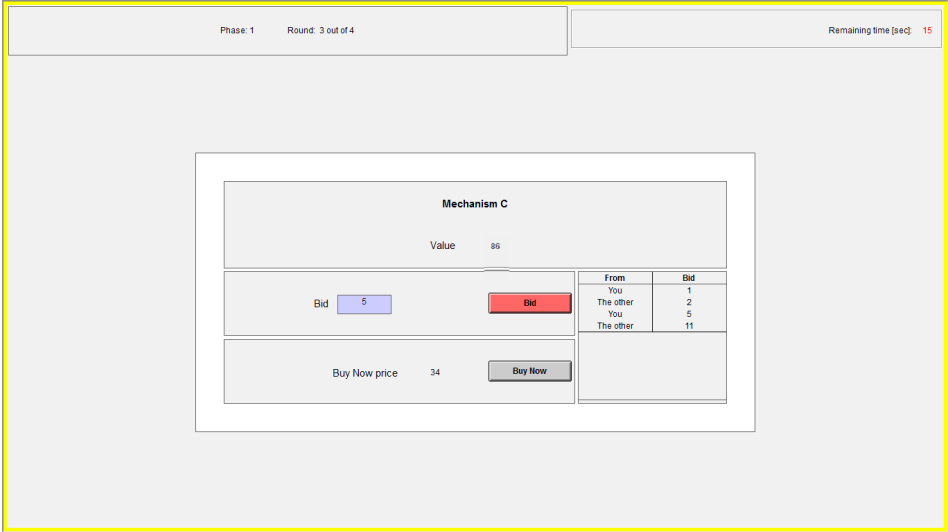 Phase: 1 Round: 3 out of 4 Remaining time [sec]: 15
Mechanism C
Value 86
Bid 5 Bid
Buy Now price 34 Buy Now
From Bid
You 1
The other 2
You 5
The other 11